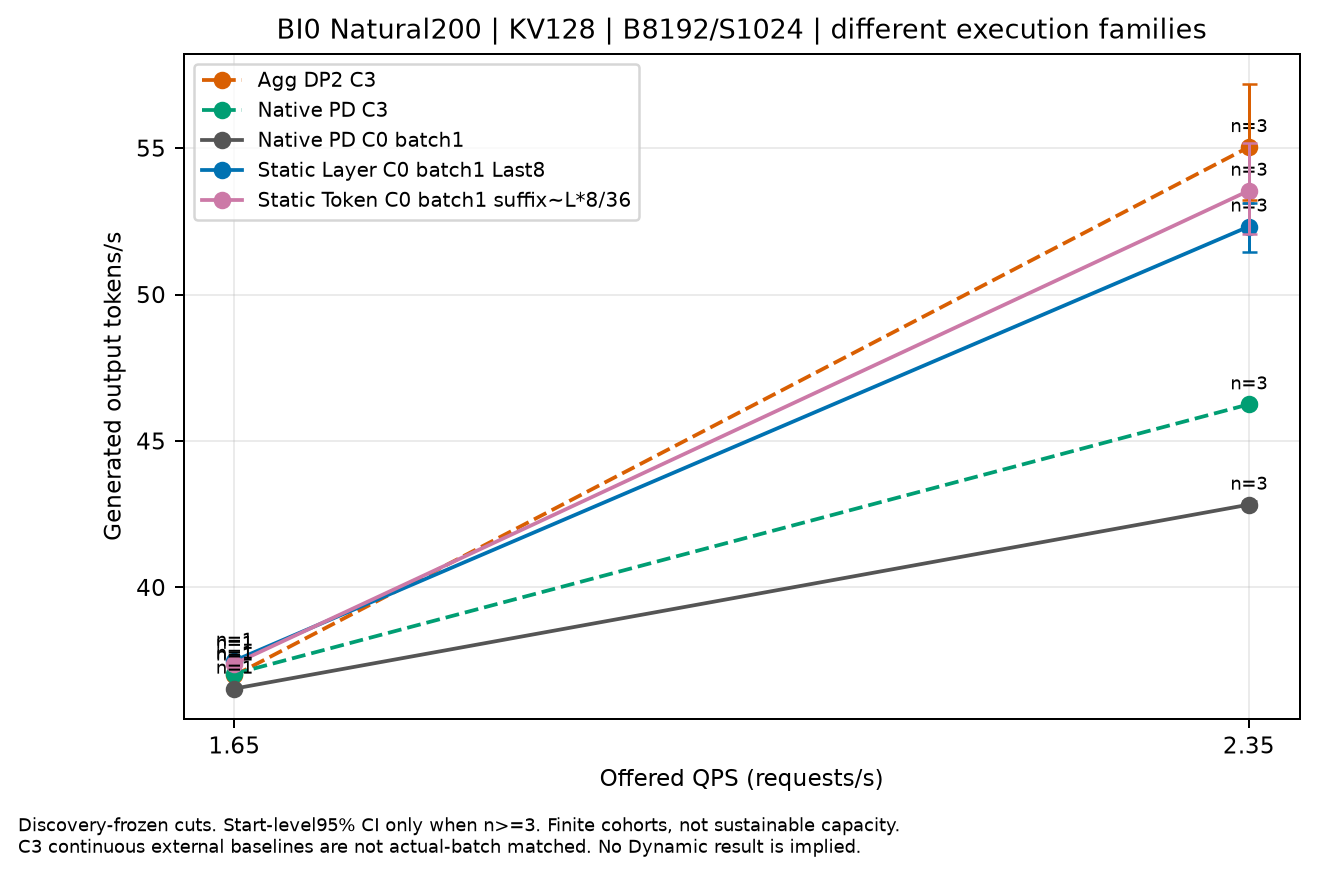 BI0 Natural200 | KV128 | B8192/S1024 | different execution families
Agg DP2 C3
Native PD C3
Native PD C0 batch1
Static Layer C0 batch1 Last8
Static Token C0 batch1 suffix~L*8/36
Generated output tokens/s
55
50
45
40
n=3
n=3
n=3
n=3
n=3
n=1
n=1
n=1
1.65
2.35
Offered QPS (requests/s)
Discovery-frozen cuts. Start-level95% CI only when n>=3. Finite cohorts, not sustainable capacity.
C3 continuous external baselines are not actual-batch matched. No Dynamic result is implied.